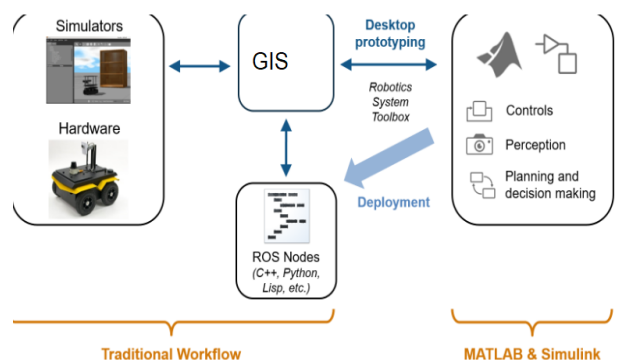 Simulators
Hardware
GIS
Desktop
prototyping
Robotics
System
Toolbox
Deployment
ROS Nodes
(C++, Python,
Lisp, etc.)
Controls
Perception
Planning and
decision making
Traditional Workflow
MATLAB & Simulink